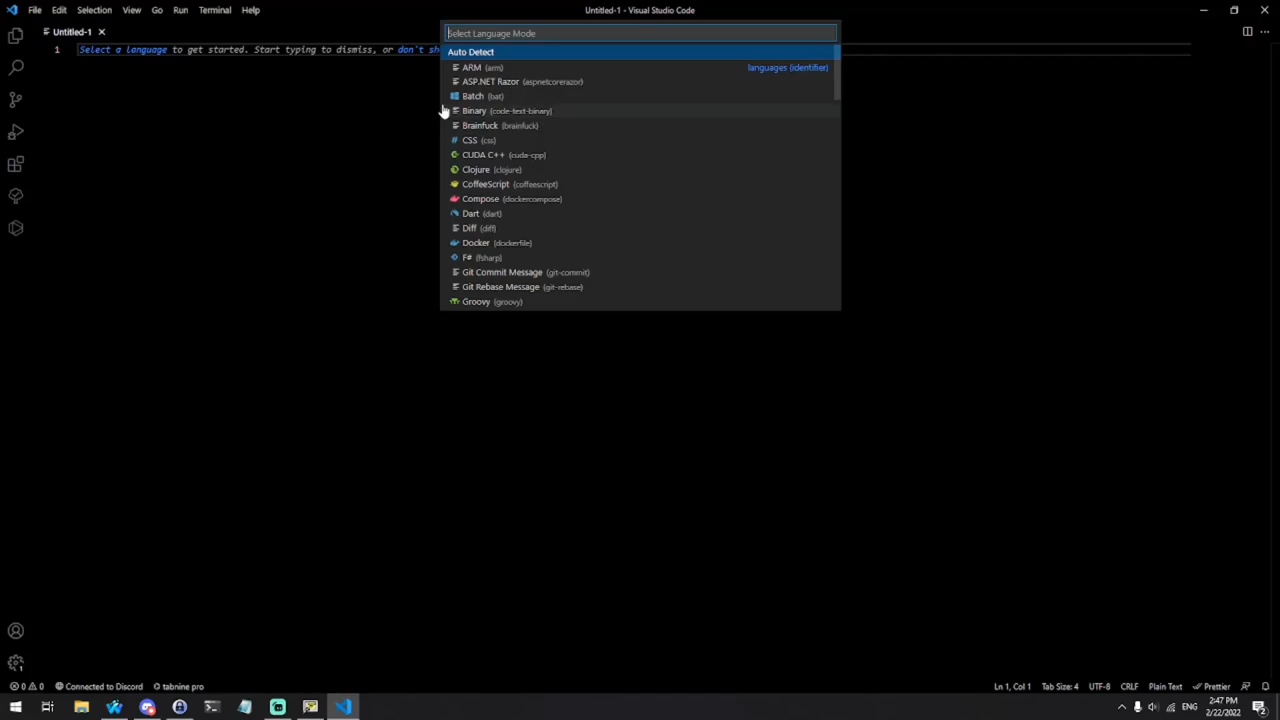 File Edit Selection View Go Run Terminal Help Untitled-1 - Visual Studio Code
Untitled-1
Select Language Mode
1 Select a language to get started. Start typing to dismiss, or don't sh
Auto Detect
ARM (arm) languages (identifier)
ASP.NET Razor (aspnetcorerazor)
Batch (bat)
Binary (code-text-binary)
Brainfuck (brainfuck)
CSS (css)
CUDA C++ (cuda-cpp)
Clojure (clojure)
CoffeeScript (coffeescript)
Compose (dockercompose)
Dart (dart)
Diff (diff)
Docker (dockerfile)
F# (fsharp)
Git Commit Message (git-commit)
Git Rebase Message (git-rebase)
Groovy (groovy)
0 0 Connected to Discord tabnine pro Ln 1, Col 1 Tab Size: 4 UTF-8 CRLF Plain Text Prettier
ENG 2:47 PM
2/22/2022 2